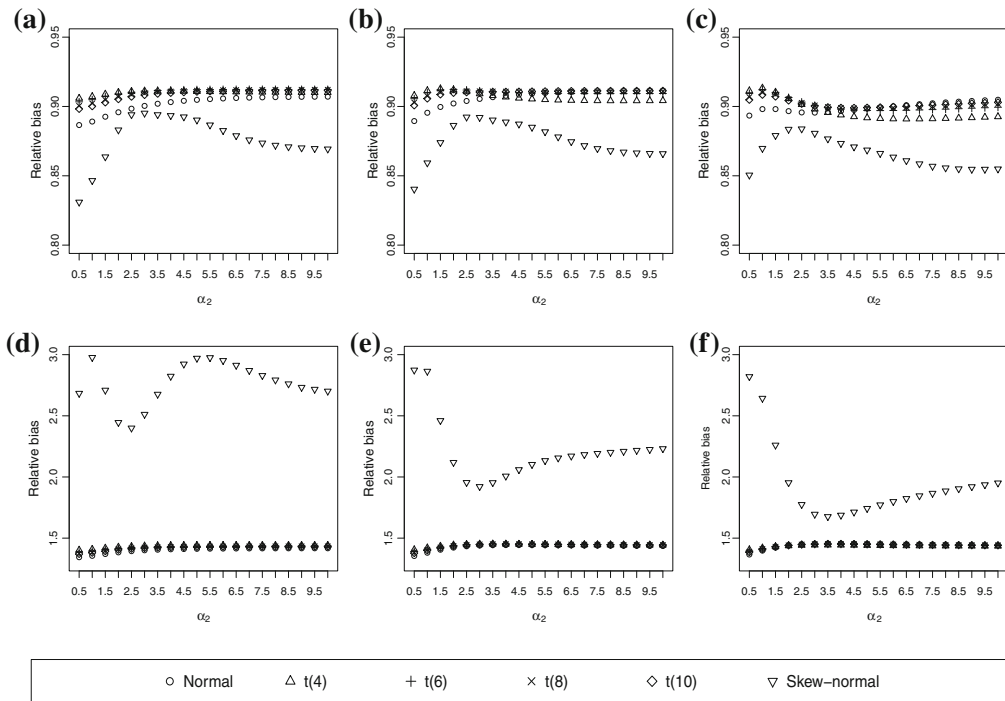 (a) (b) (c)
0.95 0.95 0.95
0.90 0.90 0.90
0.85 0.85 0.85
0.80 0.80 0.80
Relative bias Relative bias Relative bias
0.5 1.5 2.5 3.5 4.5 5.5 6.5 7.5 8.5 9.5 0.5 1.5 2.5 3.5 4.5 5.5 6.5 7.5 8.5 9.5 0.5 1.5 2.5 3.5 4.5 5.5 6.5 7.5 8.5 9.5
α2 α2 α2
(d) (e) (f)
3.0 3.0 3.0
2.5 2.5 2.5
2.0 2.0 2.0
1.5 1.5 1.5
Relative bias Relative bias Relative bias
0.5 1.5 2.5 3.5 4.5 5.5 6.5 7.5 8.5 9.5 0.5 1.5 2.5 3.5 4.5 5.5 6.5 7.5 8.5 9.5 0.5 1.5 2.5 3.5 4.5 5.5 6.5 7.5 8.5 9.5
α2 α2 α2
Normal t(4) t(6) t(8) t(10) Skew−normal